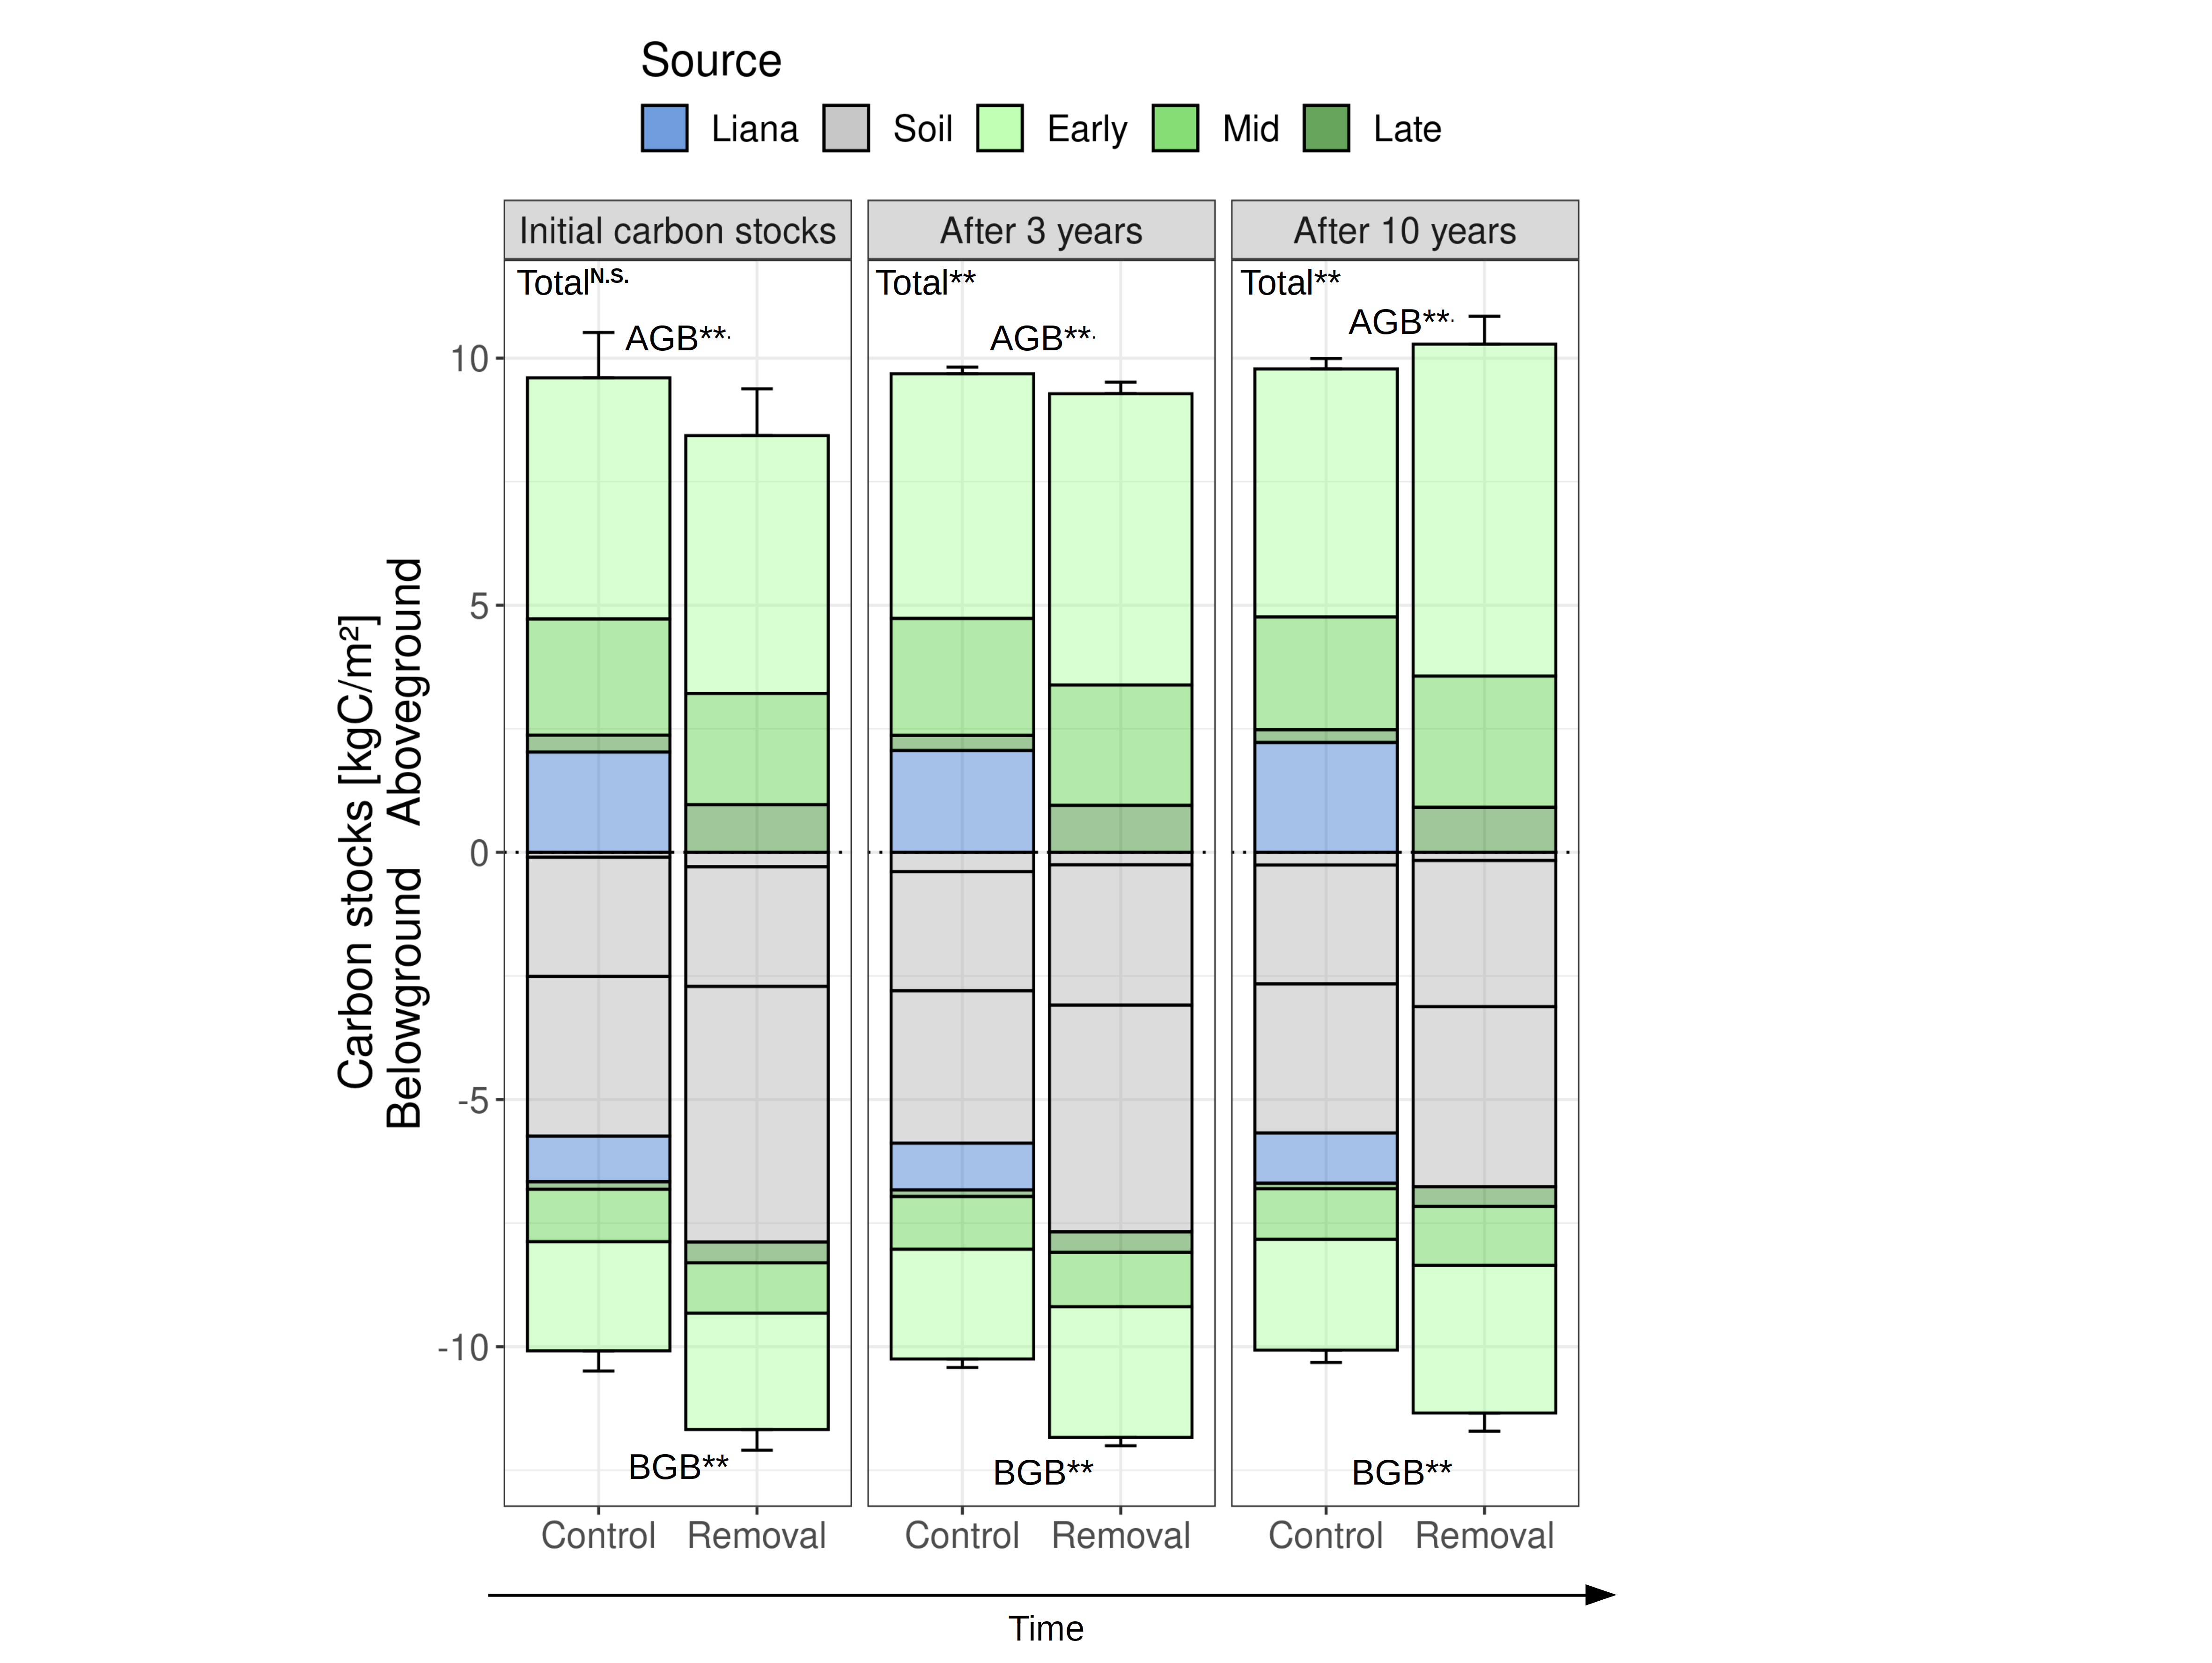 Source
Liana Soil Early Mid Late
Initial carbon stocks After 3 years After 10 years
Total^N.S. Total** Total**
AGB**. AGB**. AGB**.
Carbon stocks [kgC/m²]
Belowground Aboveground
10
5
0
-5
-10
BGB** BGB** BGB**
Control Removal Control Removal Control Removal
Time